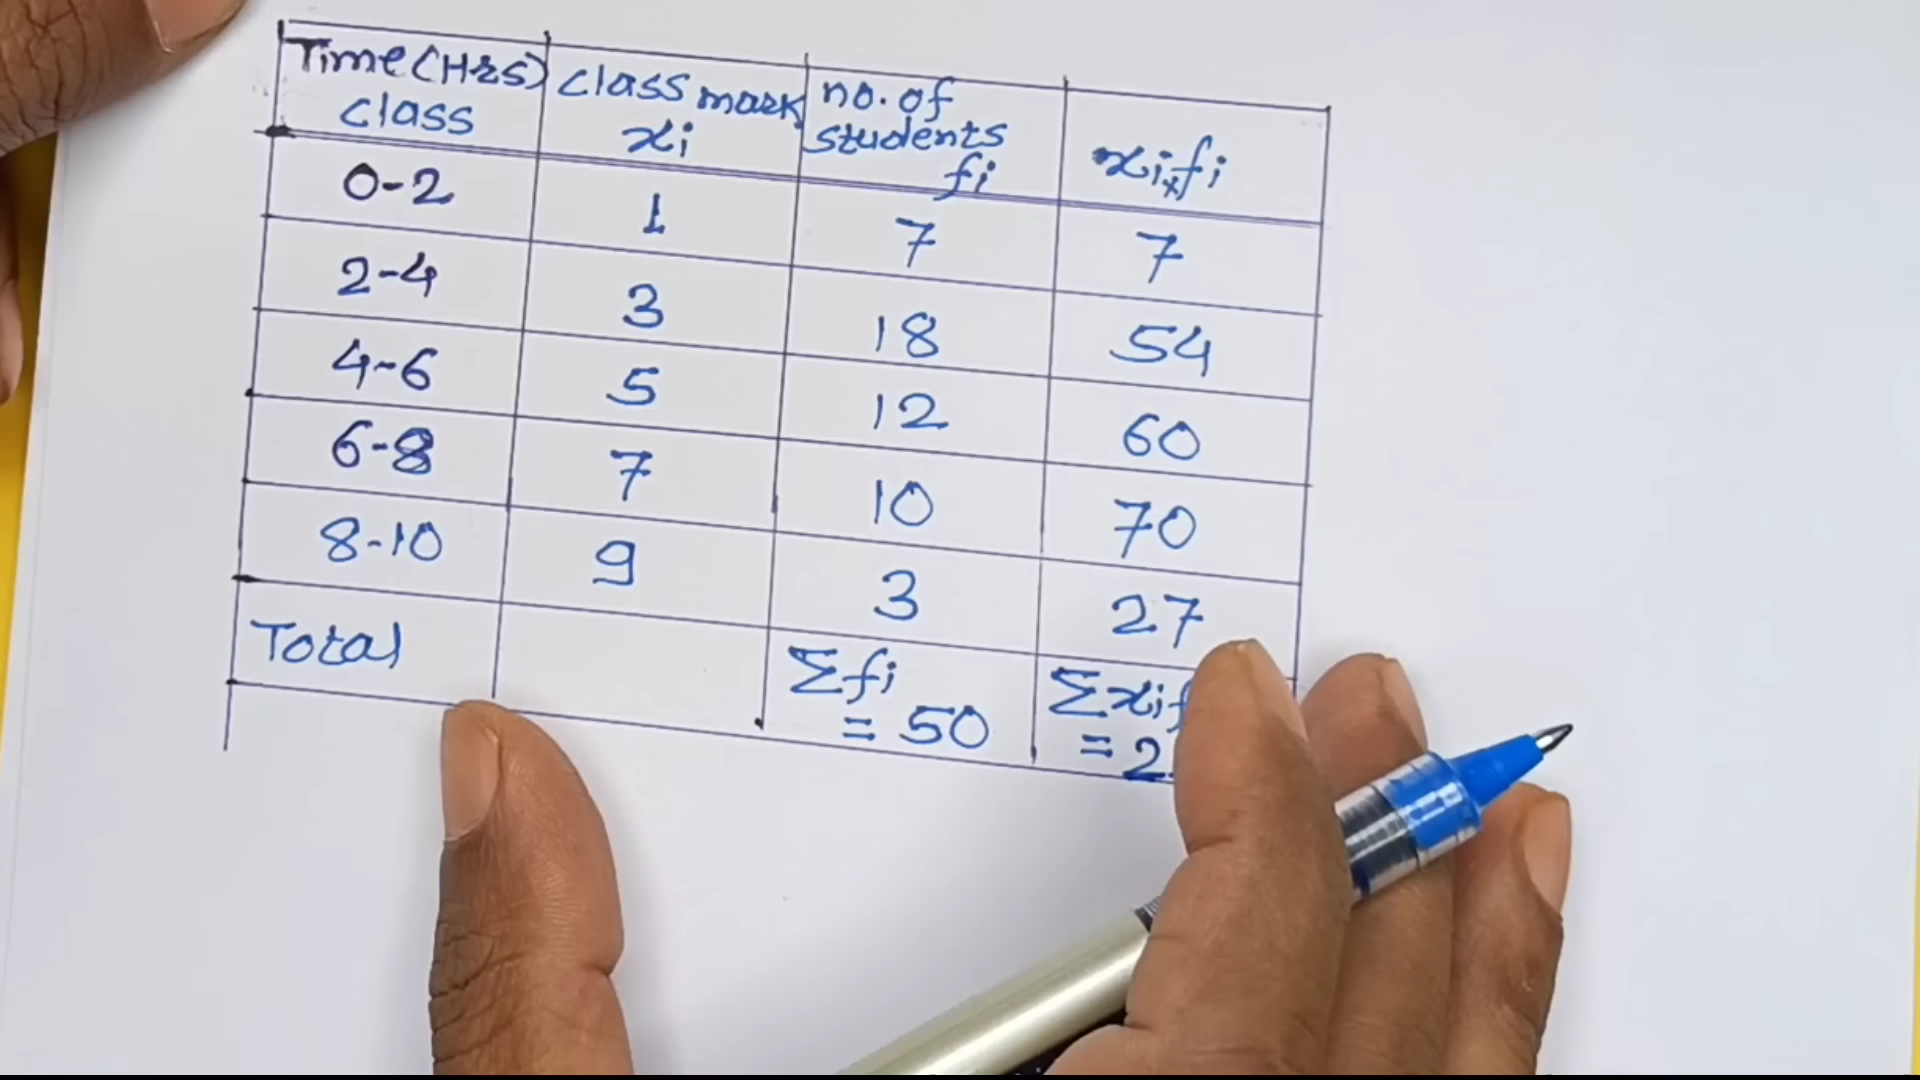 Time(Hrs) class
class mark xi
no. of students fi
xi×fi
0-2 1 7 7
2-4 3 18 54
4-6 5 12 60
6-8 7 10 70
8-10 9 3 27
Total Σfi Σxif
= 50 = 2